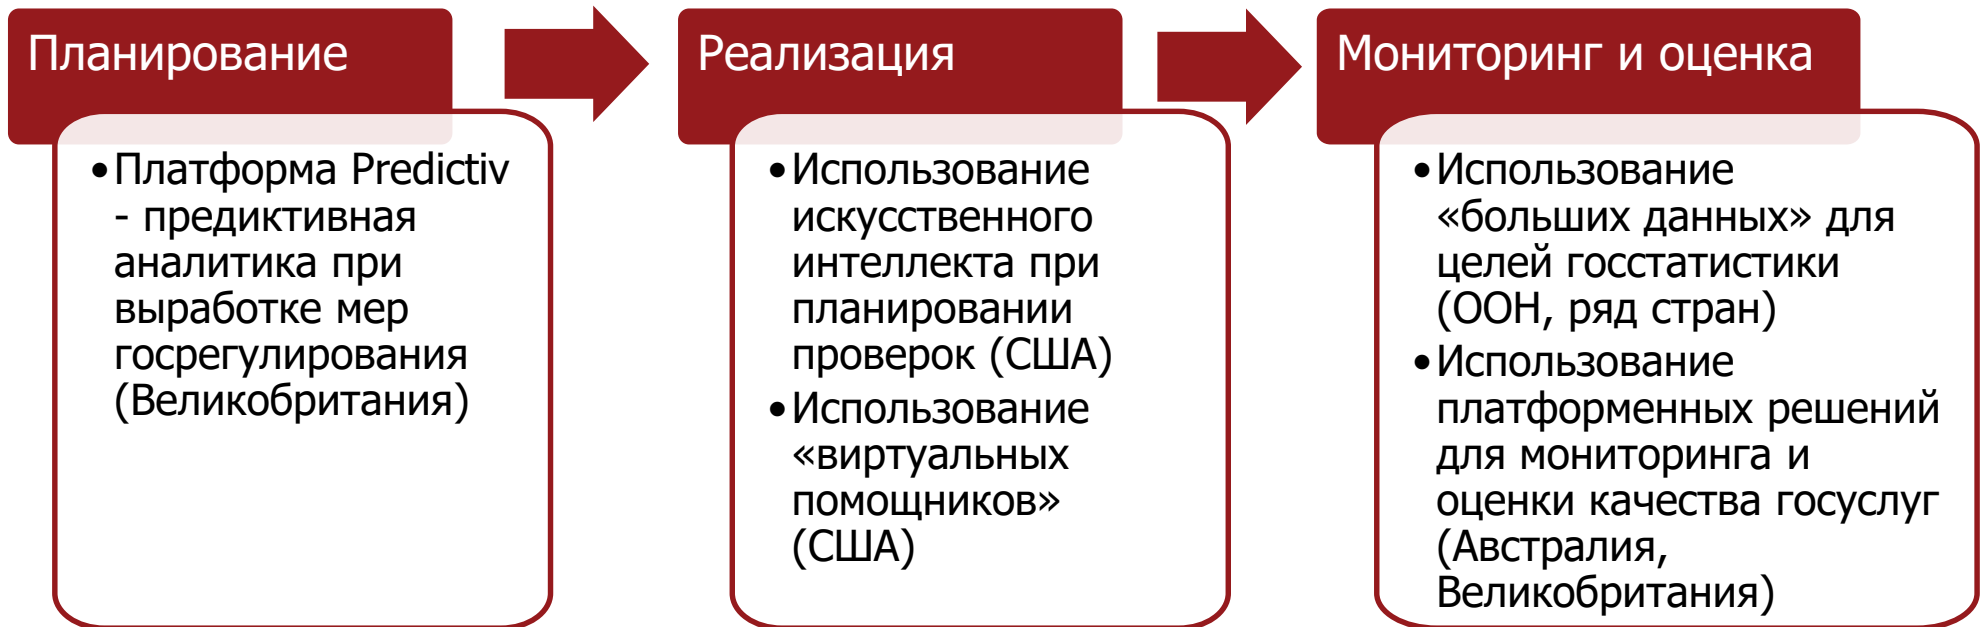 Планирование
•Платформа Predictiv
- предиктивная
аналитика при
выработке мер
госрегулирования
(Великобритания)
Реализация
•Использование
искусственного
интеллекта при
планировании
проверок (США)
•Использование
«виртуальных
помощников»
(США)
Мониторинг и оценка
•Использование
«больших данных» для
целей госстатистики
(ООН, ряд стран)
•Использование
платформенных решений
для мониторинга и
оценки качества госуслуг
(Австралия,
Великобритания)